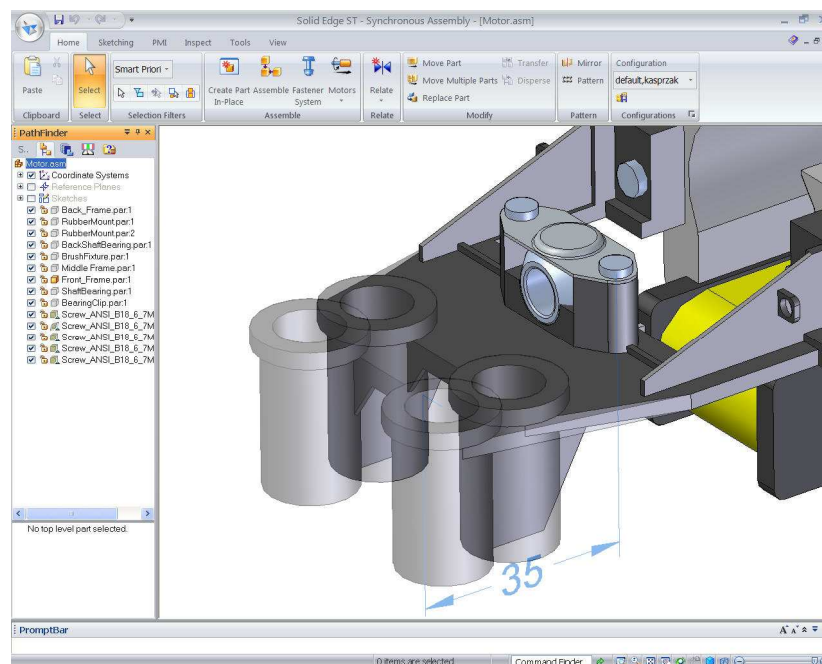 Solid Edge ST - Synchronous Assembly - [Motor.asm]
Home Sketching PMI Inspect Tools View
Paste
Select
Smart Priori
Create Part In-Place
Assemble
Fastener System
Motors
Relate
Move Part
Move Multiple Parts
Replace Part
Transfer
Disperse
Mirror
Pattern
Configuration
default,kasprzak
Clipboard Select Selection Filters Assemble Relate Modify Pattern Configurations
PathFinder
S..
Motor.asm
Coordinate Systems
Reference Planes
Sketches
Back_Frame.par:1
RubberMount.par:1
RubberMount.par:2
BackShaftBearing.par:1
BrushFixture.par:1
Middle Frame.par:1
Front_Frame.par:1
ShaftBearing.par:1
BearingClip.par:1
Screw_ANSI_B18_6_7M
Screw_ANSI_B18_6_7M
Screw_ANSI_B18_6_7M
Screw_ANSI_B18_6_7M
No top level part selected.
35
PromptBar
0 items are selected
Command Finder